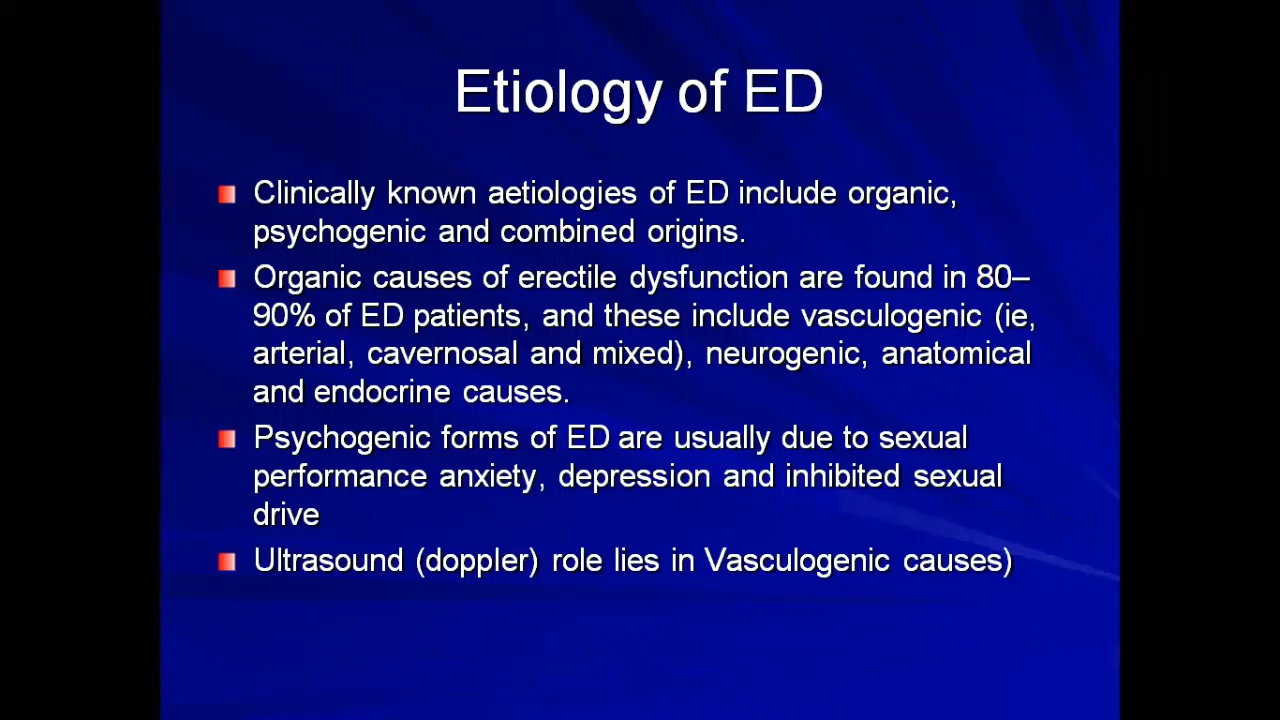 Etiology of ED
Clinically known aetiologies of ED include organic,
psychogenic and combined origins.
Organic causes of erectile dysfunction are found in 80–
90% of ED patients, and these include vasculogenic (ie,
arterial, cavernosal and mixed), neurogenic, anatomical
and endocrine causes.
Psychogenic forms of ED are usually due to sexual
performance anxiety, depression and inhibited sexual
drive
Ultrasound (doppler) role lies in Vasculogenic causes)